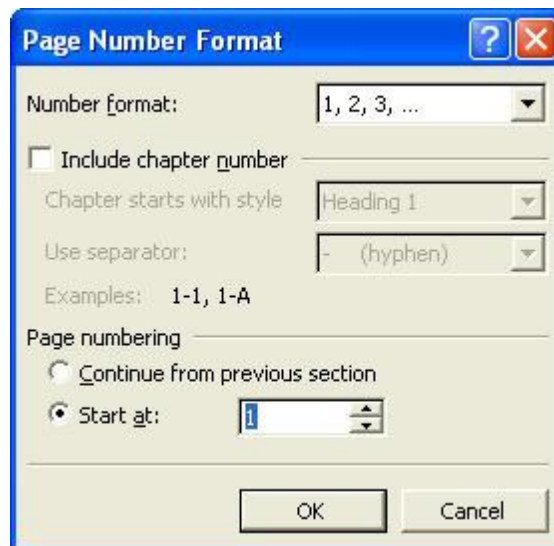 Page Number Format
Number format: 1, 2, 3, ...
Include chapter number
Chapter starts with style Heading 1
Use separator: - (hyphen)
Examples: 1-1, 1-A
Page numbering
Continue from previous section
Start at: 1
OK Cancel